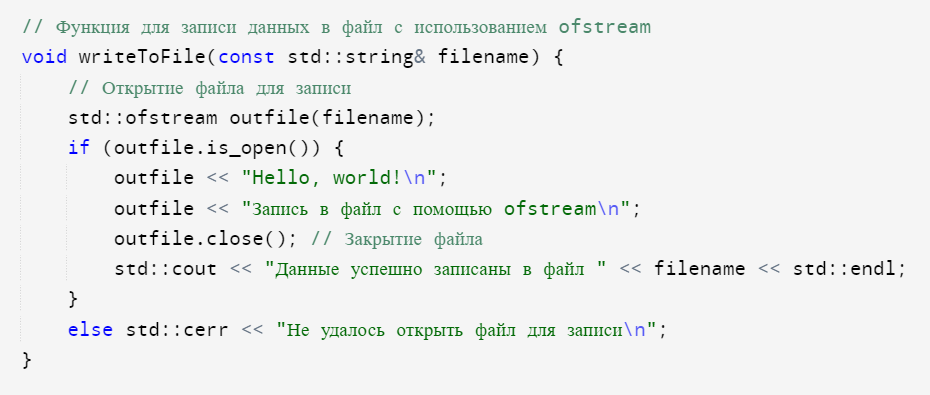 // Функция для записи данных в файл с использованием ofstream
void writeToFile(const std::string& filename) {
    // Открытие файла для записи
    std::ofstream outfile(filename);
    if (outfile.is_open()) {
        outfile << "Hello, world!\n";
        outfile << "Запись в файл с помощью ofstream\n";
        outfile.close(); // Закрытие файла
        std::cout << "Данные успешно записаны в файл " << filename << std::endl;
    }
    else std::cerr << "Не удалось открыть файл для записи\n";
}